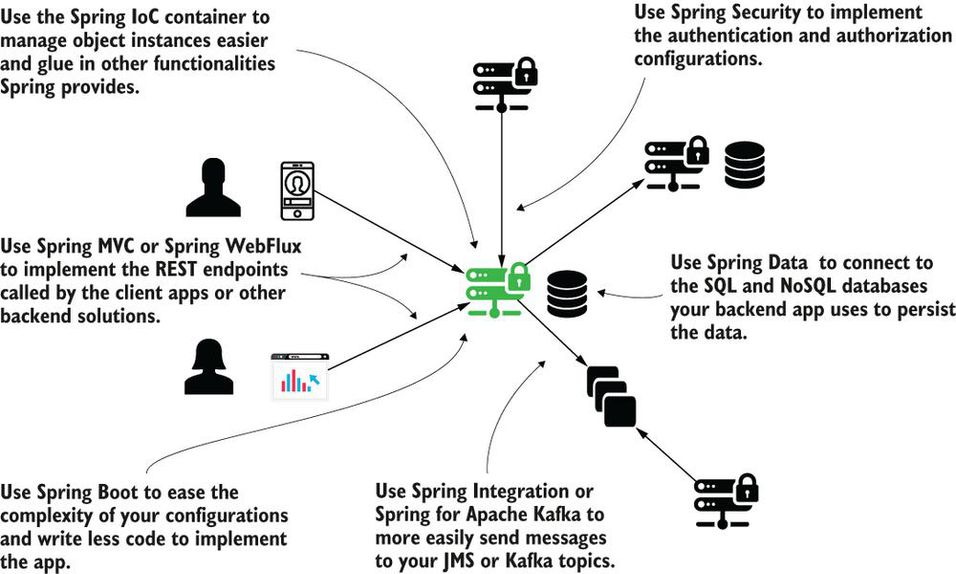 Use the Spring IoC container to
manage object instances easier
and glue in other functionalities
Spring provides.
Use Spring Security to implement
the authentication and authorization
configurations.
Use Spring MVC or Spring WebFlux
to implement the REST endpoints
called by the client apps or other
backend solutions.
Use Spring Data to connect to
the SQL and NoSQL databases
your backend app uses to persist
the data.
Use Spring Boot to ease the
complexity of your configurations
and write less code to implement
the app.
Use Spring Integration or
Spring for Apache Kafka to
more easily send messages
to your JMS or Kafka topics.